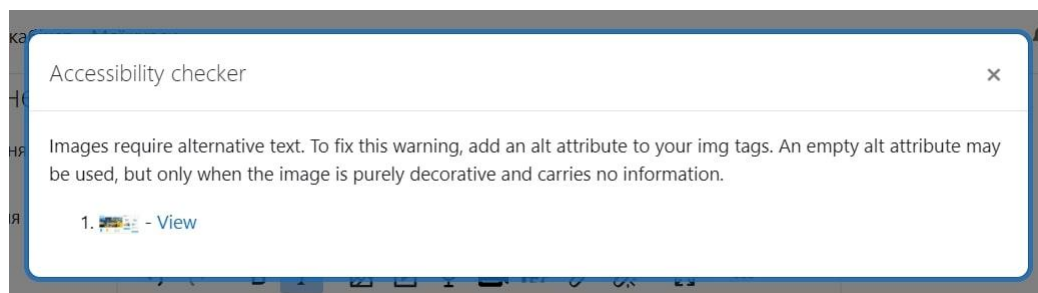 Accessibility checker ×
Images require alternative text. To fix this warning, add an alt attribute to your img tags. An empty alt attribute may
be used, but only when the image is purely decorative and carries no information.
1. - View